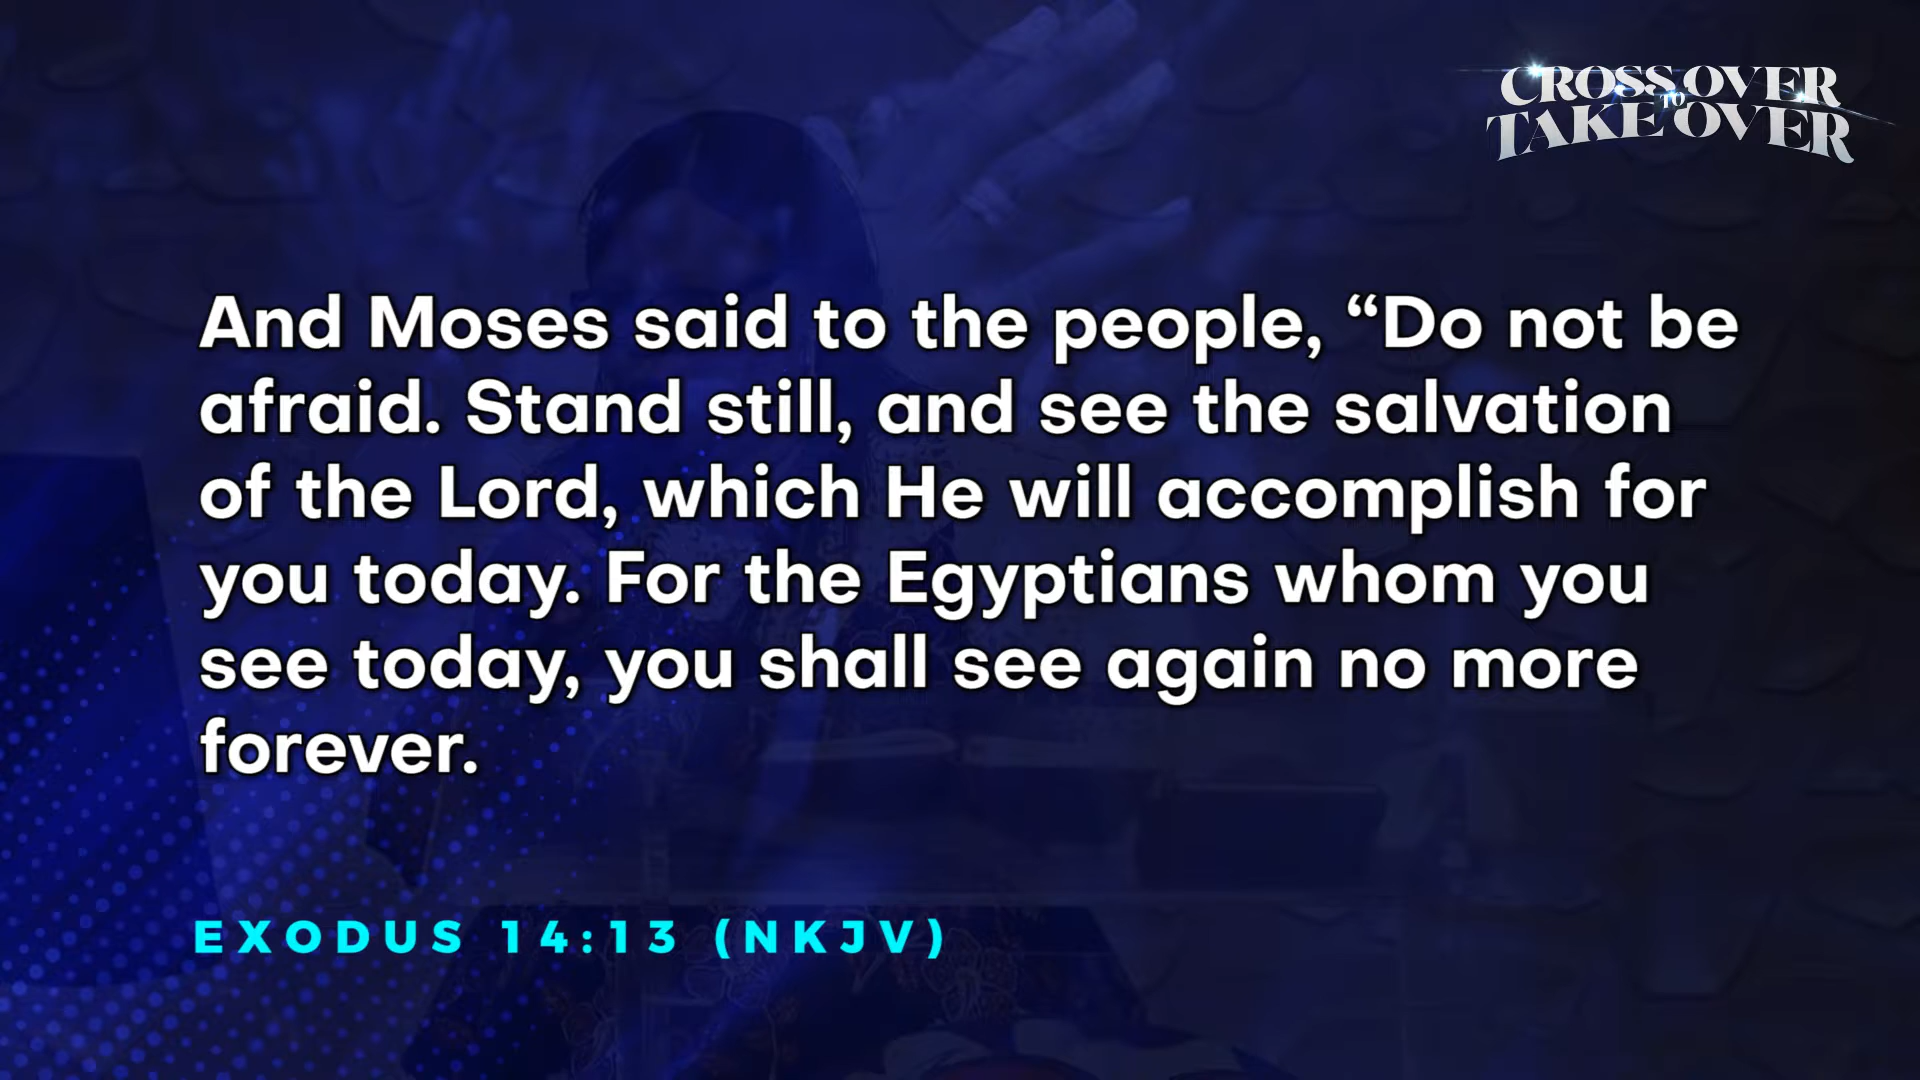 CROSS OVER
TO
TAKE OVER
And Moses said to the people, “Do not be
afraid. Stand still, and see the salvation
of the Lord, which He will accomplish for
you today. For the Egyptians whom you
see today, you shall see again no more
forever.
EXODUS 14:13 (NKJV)